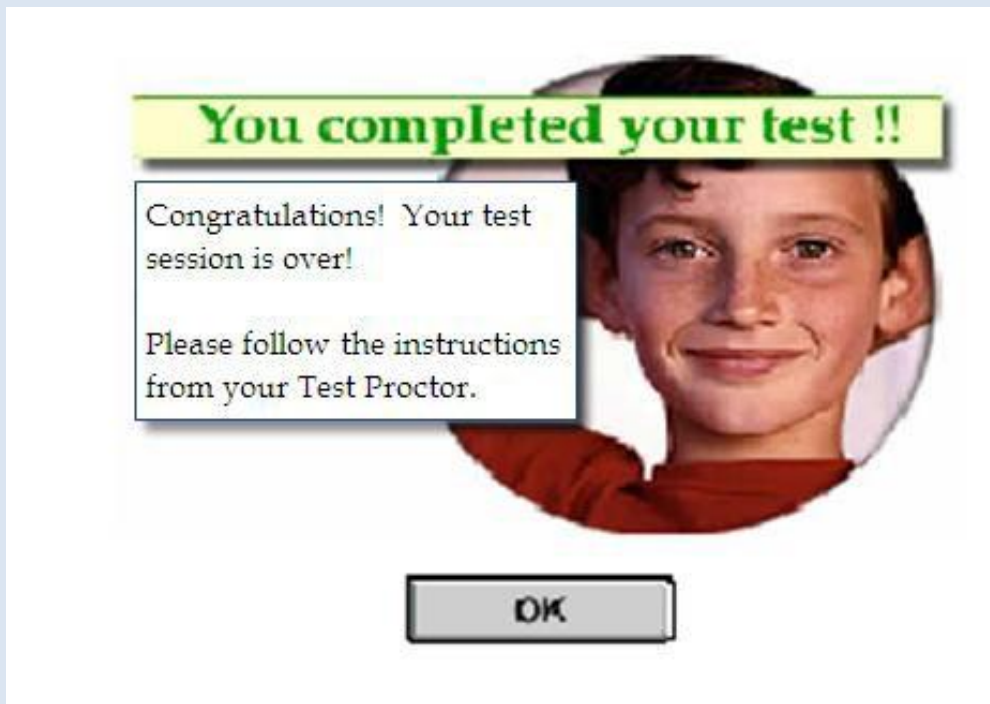 You completed your test !!
Congratulations!  Your test
session is over!
Please follow the instructions
from your Test Proctor.
OK